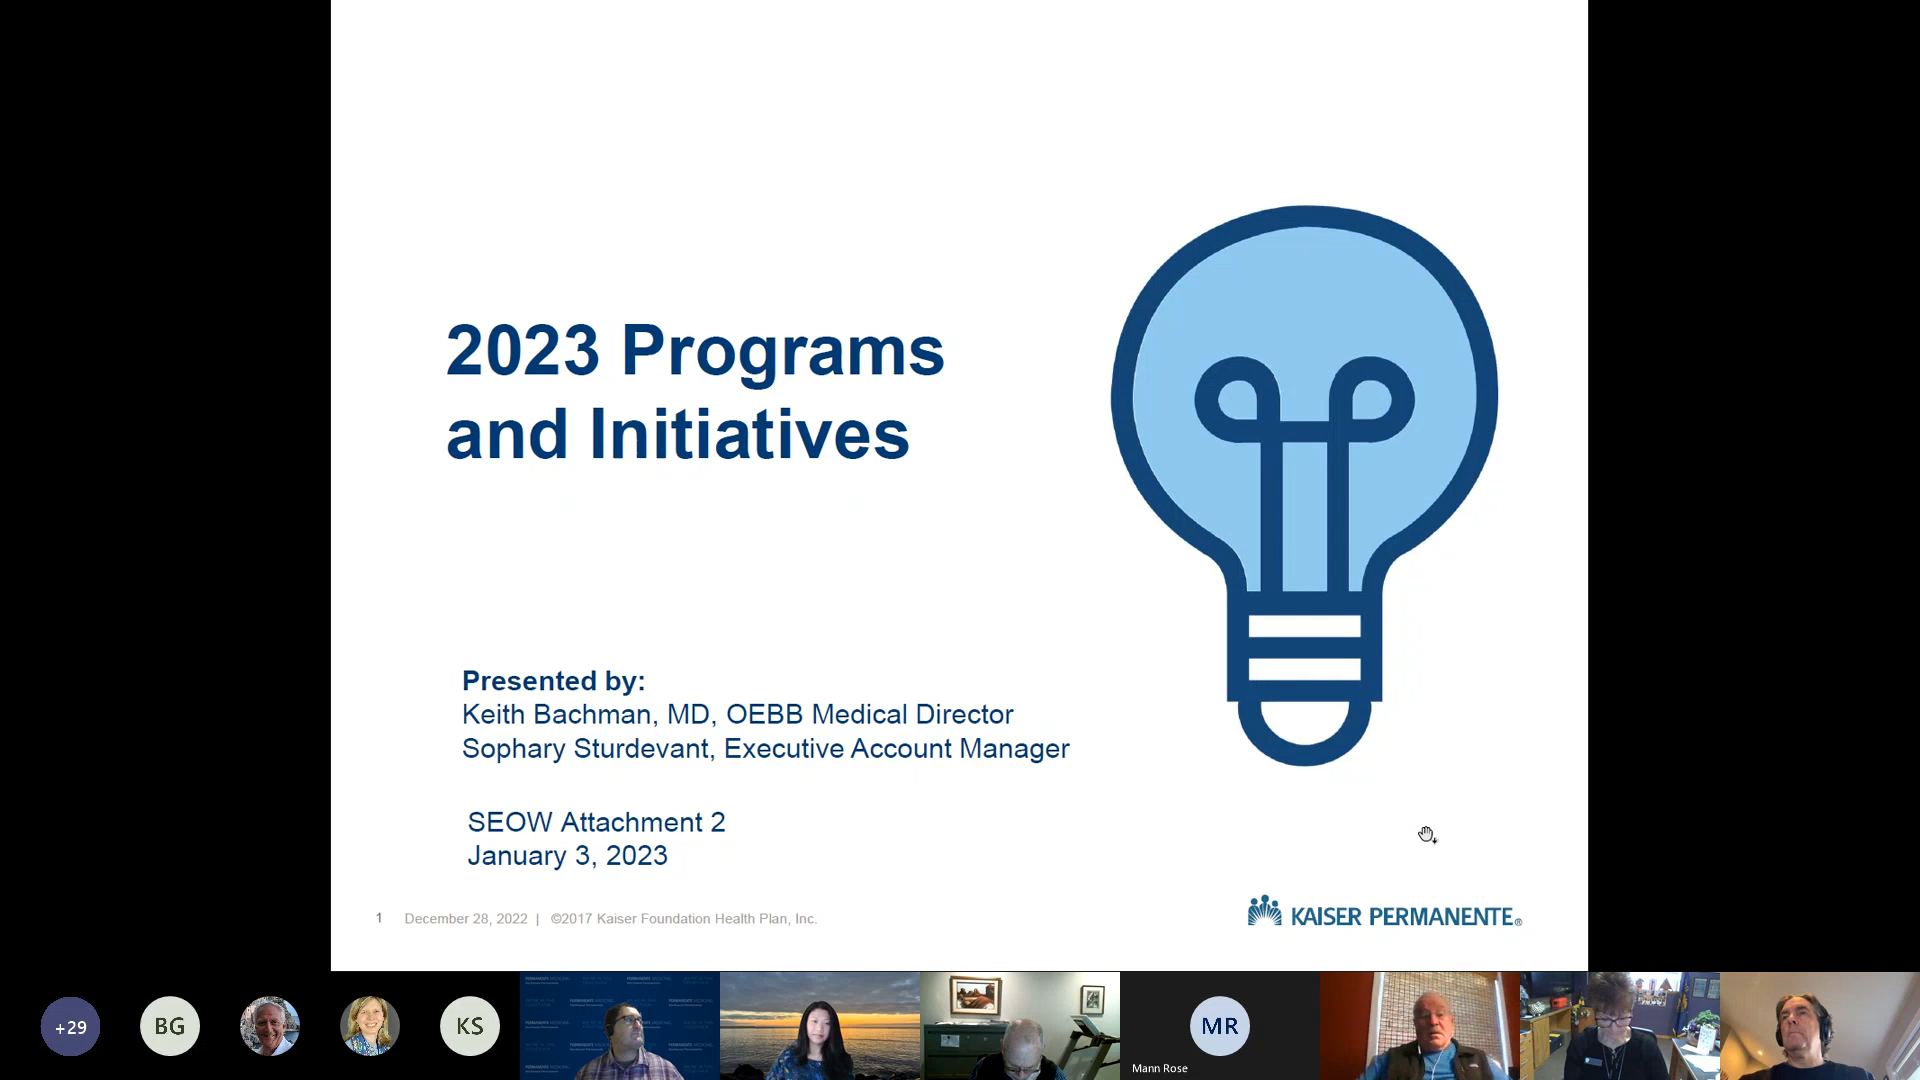 2023 Programs
and Initiatives
Presented by:
Keith Bachman, MD, OEBB Medical Director
Sophary Sturdevant, Executive Account Manager
SEOW Attachment 2
January 3, 2023
1 December 28, 2022 | ©2017 Kaiser Foundation Health Plan, Inc.
KAISER PERMANENTE®
+29
BG
KS
MR
Mann Rose